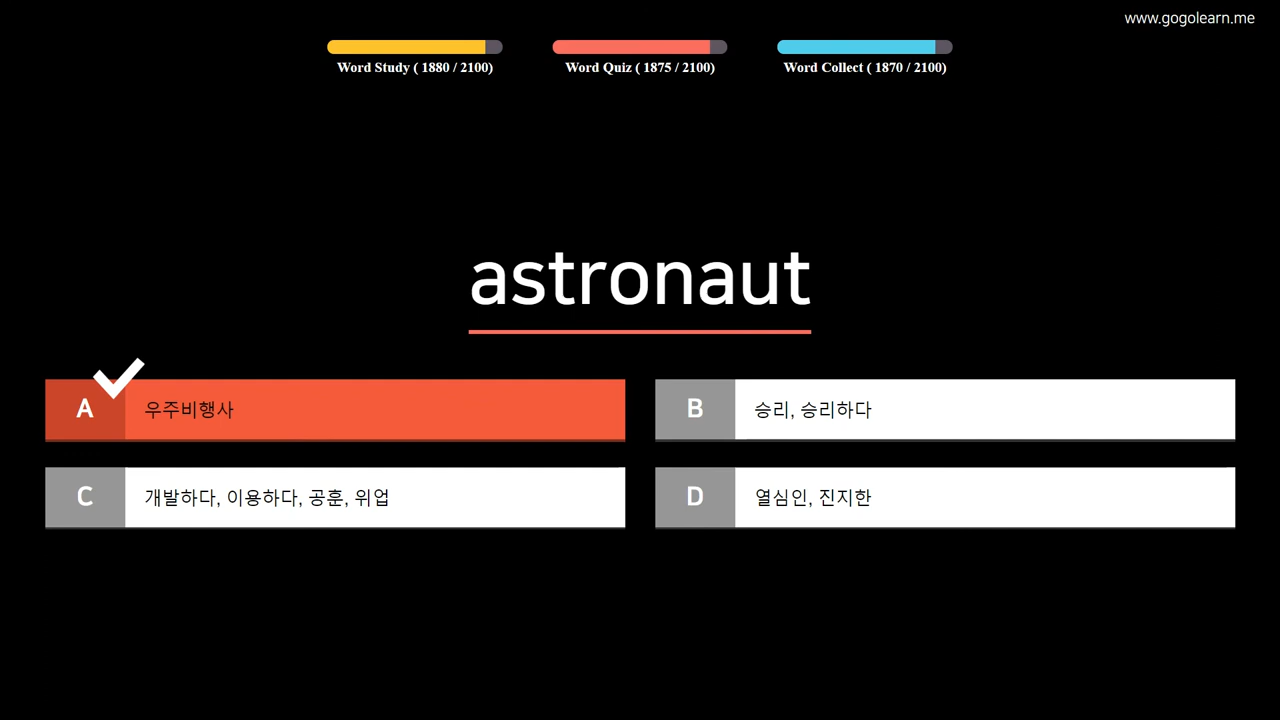 www.gogolearn.me
Word Study ( 1880 / 2100)
Word Quiz ( 1875 / 2100)
Word Collect ( 1870 / 2100)
astronaut
A 우주비행사
B 승리, 승리하다
C 개발하다, 이용하다, 공훈, 위업
D 열심인, 진지한